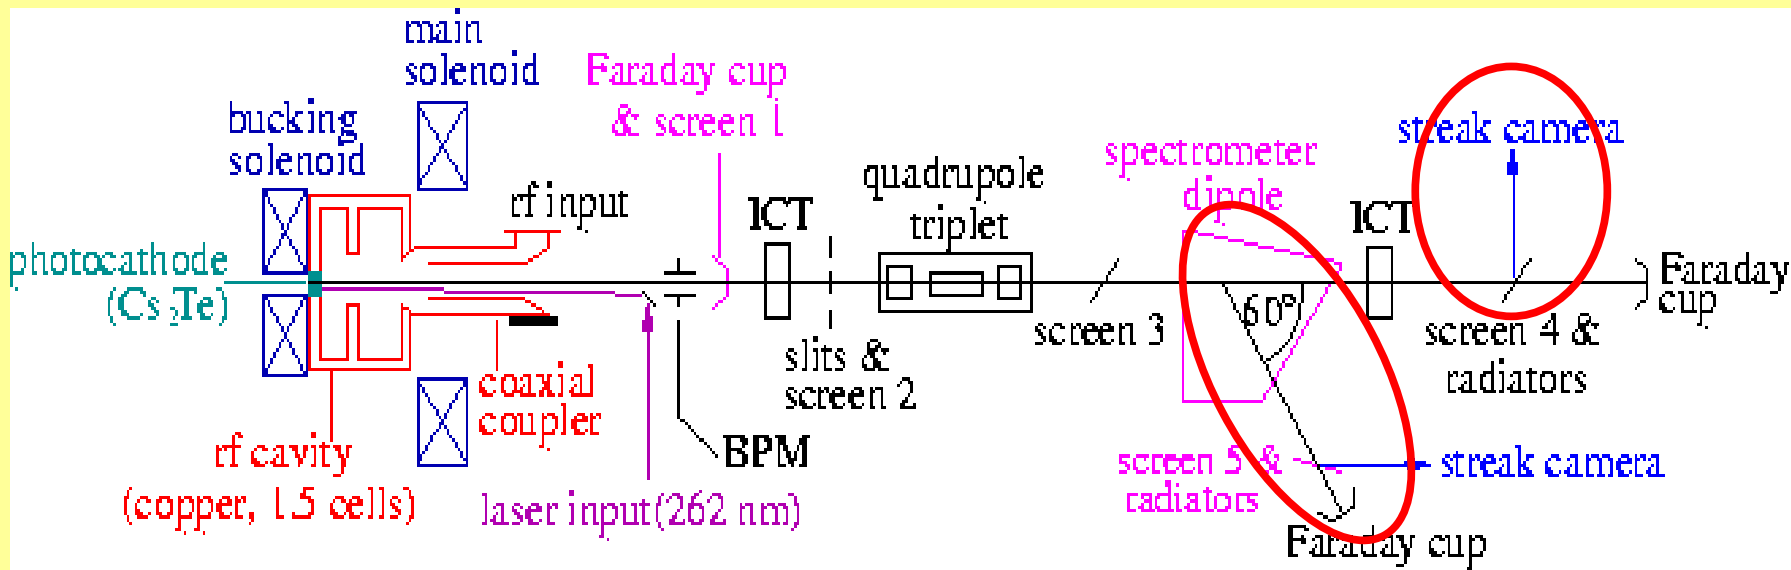 main
solenoid
bucking
solenoid
Faraday cup
& screen 1
rf input
photocathode
(Cs₂Te)
ICT
quadrupole
triplet
spectrometer
dipole
ICT
streak camera
Faraday
cup
60°
screen 3
slits &
screen 2
screen 4 &
radiators
coaxial
coupler
BPM
rf cavity
(copper, 1.5 cells)
laser input(262 nm)
screen 5 &
radiators
streak camera
Faraday cup